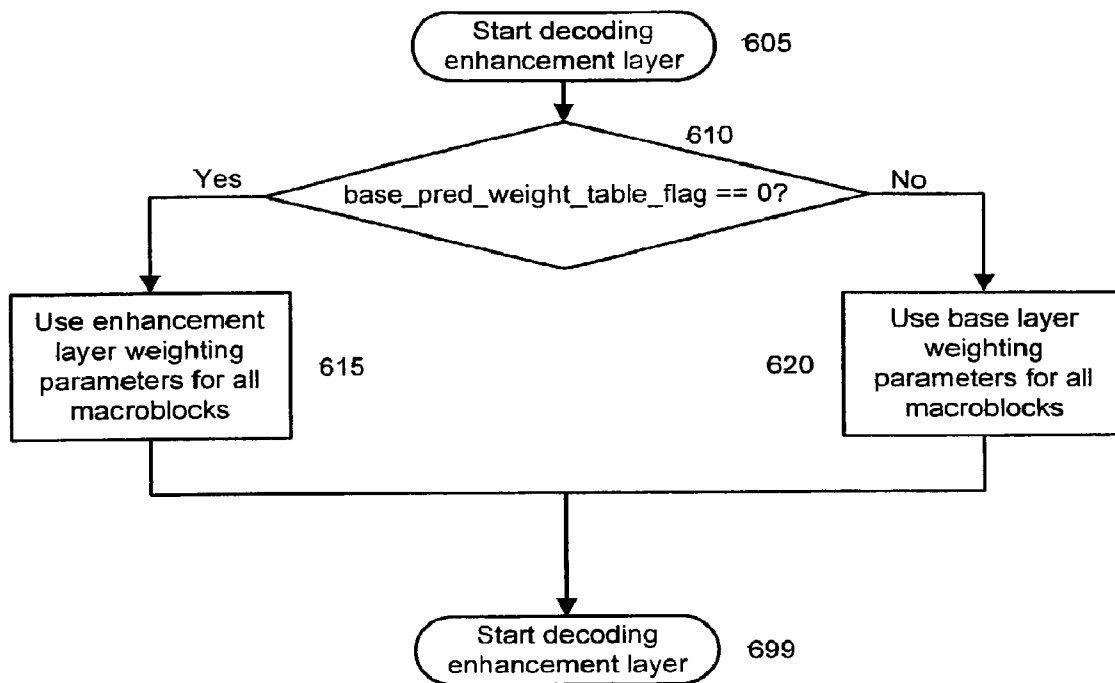 Start decoding
enhancement layer
605
610
Yes
base_pred_weight_table_flag == 0?
No
Use enhancement
layer weighting
parameters for all
macroblocks
615
620
Use base layer
weighting
parameters for all
macroblocks
Start decoding
enhancement layer
699